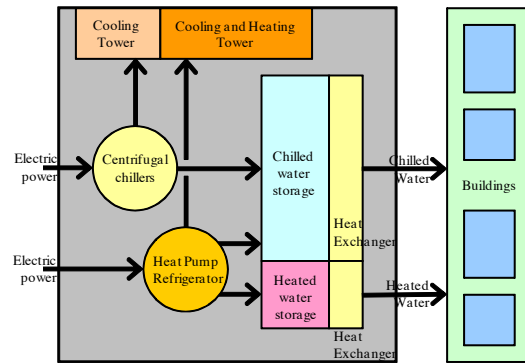 Cooling
Tower
Cooling and Heating
Tower
Electric
power
Centrifugal
chillers
Chilled
water
storage
Chilled
Water
Buildings
Heat
Exchanger
Electric
power
Heat Pump
Refrigerator
Heated
water
storage
Heated
Water
Heat
Exchanger